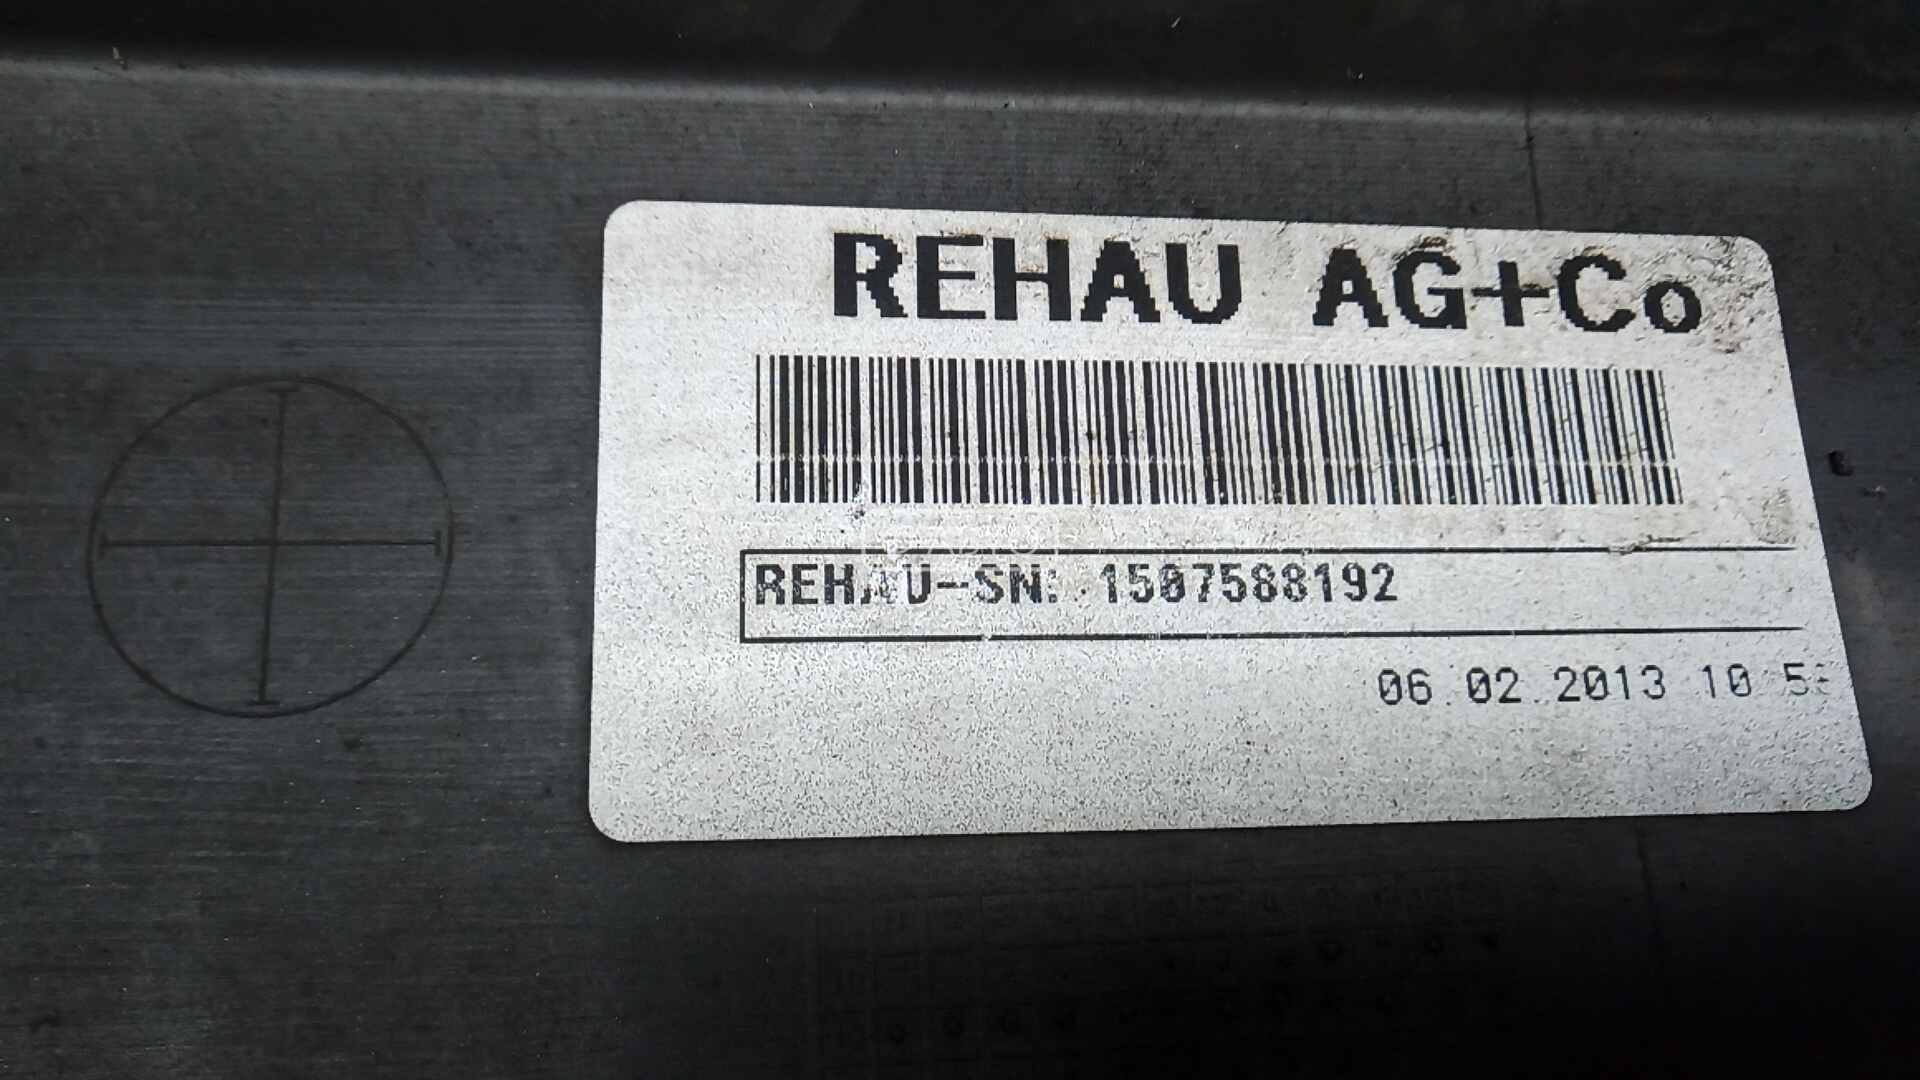 REHAU AG+Co
REHAU-SN: 1507588192
06.02.2013 10 5